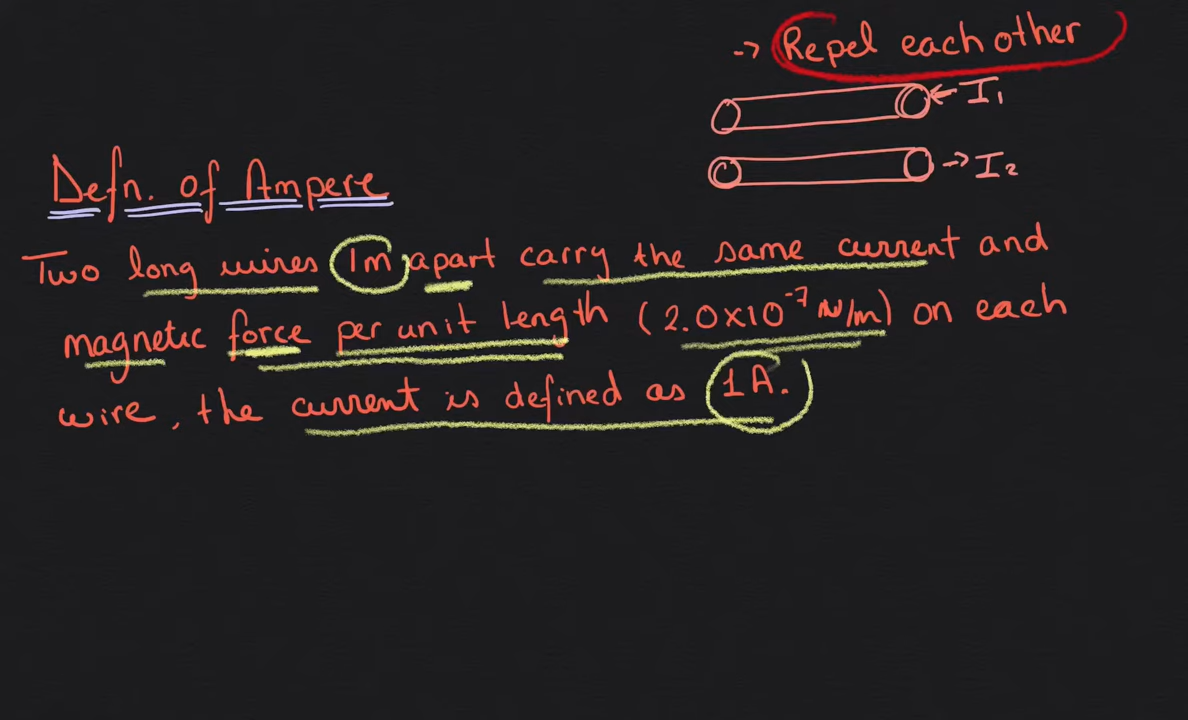 -> Repel each other
← I₁
-> I₂
Defn. of Ampere
Two long wires 1m apart carry the same current and
magnetic force per unit length (2.0×10⁻⁷ N/m) on each
wire, the current is defined as 1A.